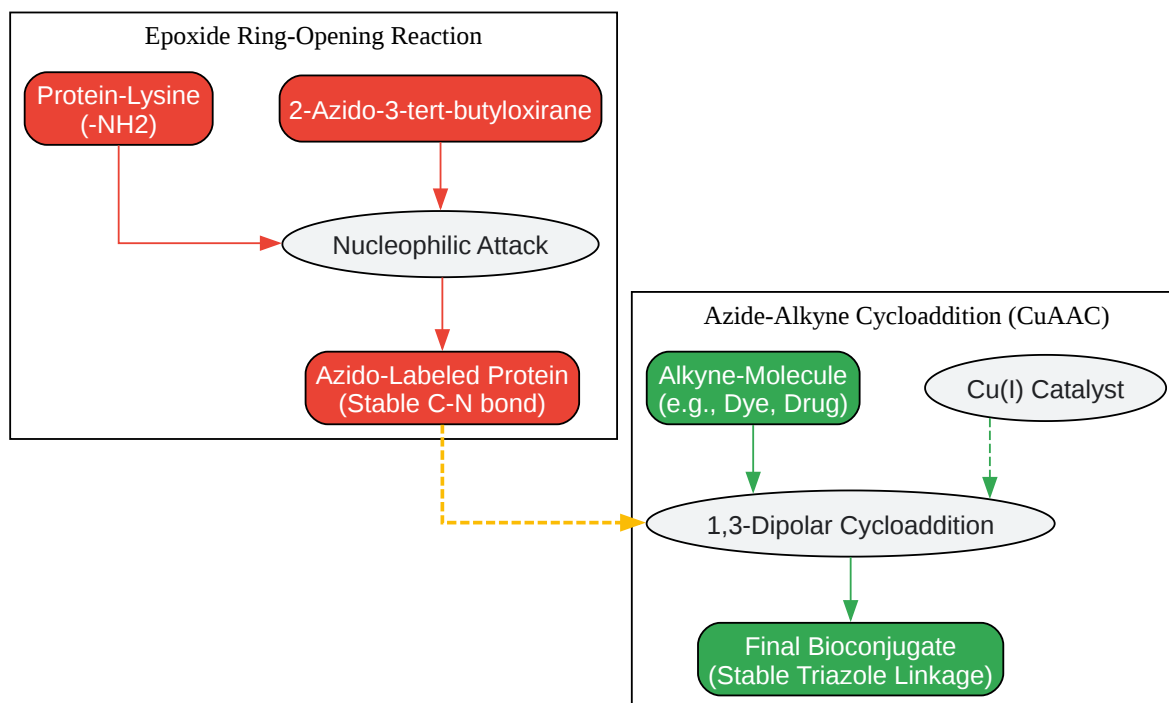 Epoxide Ring-Opening Reaction
Protein-Lysine
(-NH2)
2-Azido-3-tert-butyloxirane
Nucleophilic Attack
Azido-Labeled Protein
(Stable C-N bond)
Azide-Alkyne Cycloaddition (CuAAC)
Alkyne-Molecule
(e.g., Dye, Drug)
Cu(I) Catalyst
1,3-Dipolar Cycloaddition
Final Bioconjugate
(Stable Triazole Linkage)